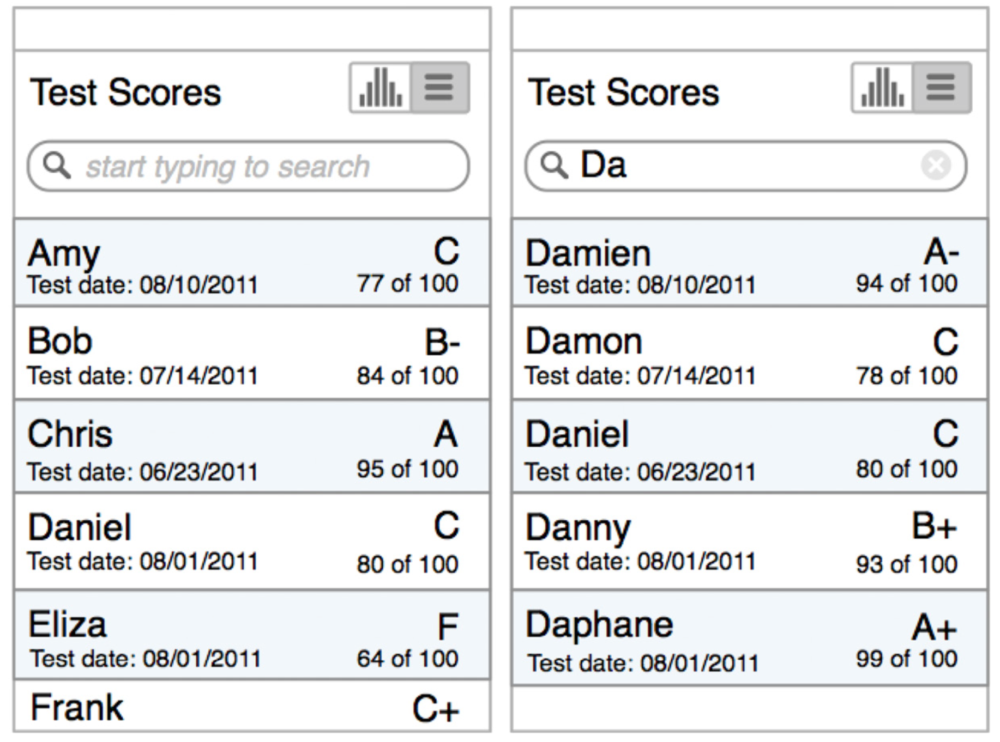 Test Scores
start typing to search
Amy C
Test date: 08/10/2011 77 of 100
Bob B-
Test date: 07/14/2011 84 of 100
Chris A
Test date: 06/23/2011 95 of 100
Daniel C
Test date: 08/01/2011 80 of 100
Eliza F
Test date: 08/01/2011 64 of 100
Frank C+
Test Scores
Da
Damien A-
Test date: 08/10/2011 94 of 100
Damon C
Test date: 07/14/2011 78 of 100
Daniel C
Test date: 06/23/2011 80 of 100
Danny B+
Test date: 08/01/2011 93 of 100
Daphane A+
Test date: 08/01/2011 99 of 100